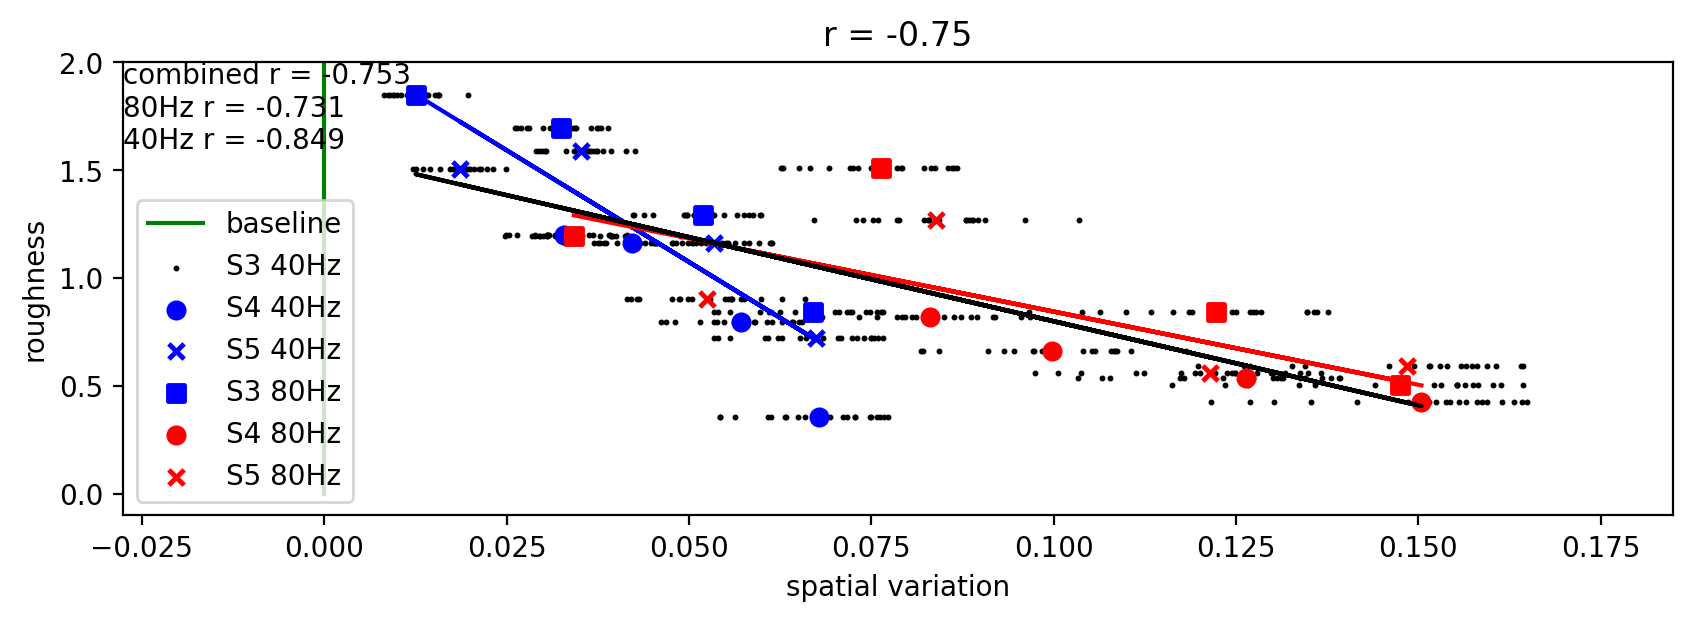 r = -0.75
combined r = -0.753
80Hz r = -0.731
40Hz r = -0.849
roughness
2.0
1.5
1.0
0.5
0.0
baseline
S3 40Hz
S4 40Hz
S5 40Hz
S3 80Hz
S4 80Hz
S5 80Hz
−0.025 0.000 0.025 0.050 0.075 0.100 0.125 0.150 0.175
spatial variation